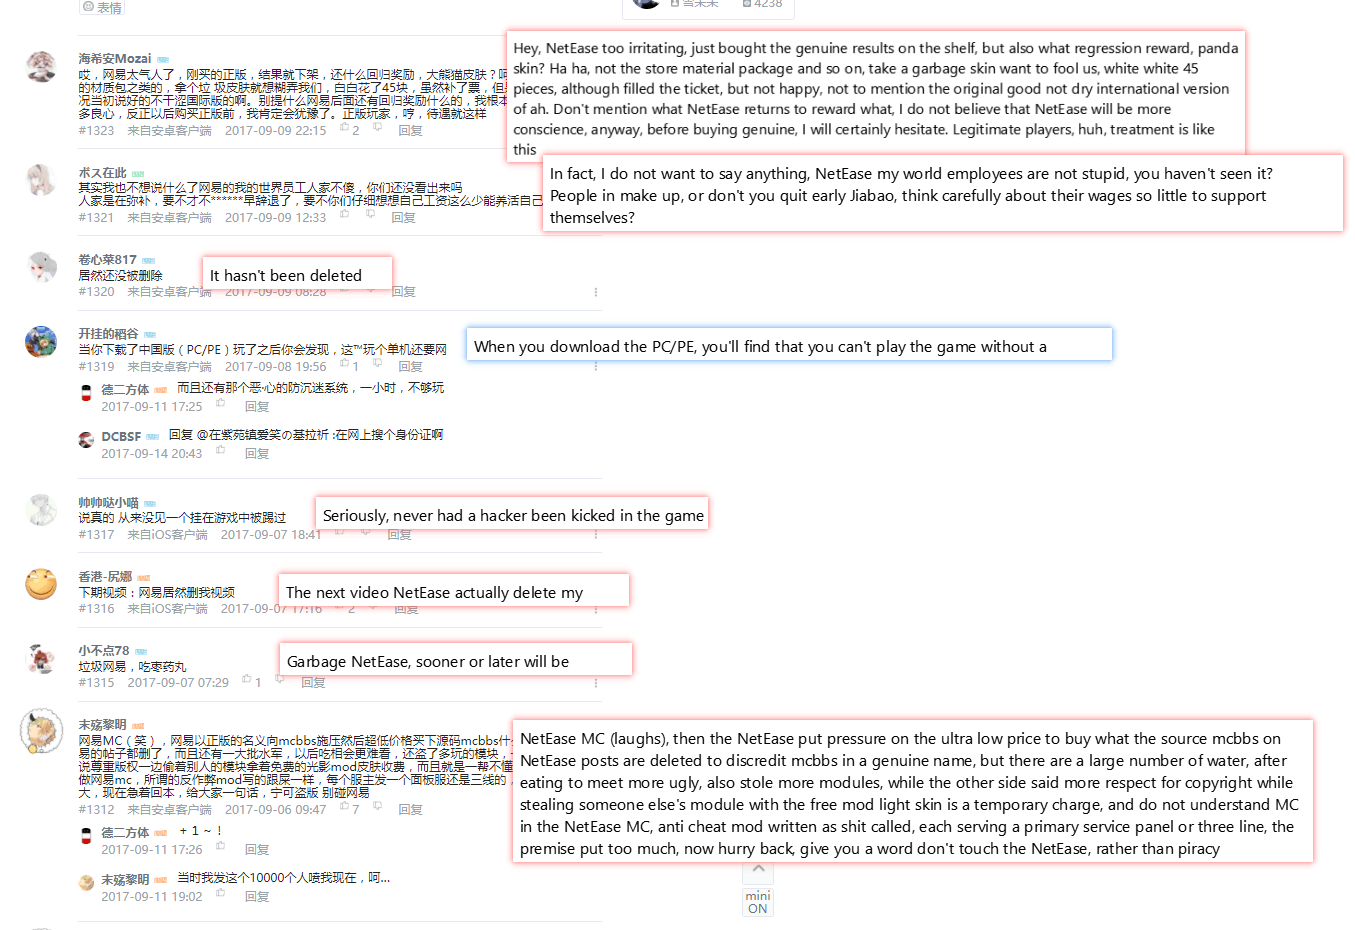 表情
雪未来 4238
海希安Mozai
哎，网易太气人了，刚买的正版，结果就下架，还什么回归奖励，大熊猫皮肤？呵
的材质包之类的，拿个垃 圾皮肤就想糊弄我们，白白花了45块，虽然补了票，但
况当初说好的不干涩国际版的啊。别提什么网易后面还有回归奖励什么的，我根本
多良心，反正以后购买正版前，我肯定会犹豫了。正版玩家，哼，待遇就这样
#1323 来自安卓客户端 2017-09-09 22:15 2 回复
Hey, NetEase too irritating, just bought the genuine results on the shelf, but also what regression reward, panda
skin? Ha ha, not the store material package and so on, take a garbage skin want to fool us, white white 45
pieces, although filled the ticket, but not happy, not to mention the original good not dry international version
of ah. Don't mention what NetEase returns to reward what, I do not believe that NetEase will be more
conscience, anyway, before buying genuine, I will certainly hesitate. Legitimate players, huh, treatment is like
this
ボス在此
其实我也不想说什么了网易的我的世界员工人家不傻，你们还没看出来吗
人家是在弥补，要不才不******早辞退了，要不你们仔细想想自己工资这么少能养活自己
#1321 来自安卓客户端 2017-09-09 12:33 回复
In fact, I do not want to say anything, NetEase my world employees are not stupid, you haven't seen it?
People in make up, or don't you quit early Jiabao, think carefully about their wages so little to support
themselves?
卷心菜817
居然还没被删除
#1320 来自安卓客户端 2017-09-09 08:28 回复
It hasn't been deleted
开挂的稻谷
当你下载了中国版（PC/PE）玩了之后你会发现，这™玩个单机还要网
#1319 来自安卓客户端 2017-09-08 19:56 1 回复
When you download the PC/PE, you'll find that you can't play the game without a
德二方体 而且还有那个恶·心的防沉迷系统，一小时，不够玩
2017-09-11 17:25 回复
DCBSF 回复 @在紫苑镇爱笑の基拉祈 :在网上搜个身份证啊
2017-09-14 20:43 回复
帅帅哒小喵
说真的 从来没见一个挂在游戏中被踢过
#1317 来自iOS客户端 2017-09-07 18:41 回复
Seriously, never had a hacker been kicked in the game
香港-尻娜
下期视频：网易居然删我视频
#1316 来自iOS客户端 2017-09-07 17:16 2 回复
The next video NetEase actually delete my
小不点78
垃圾网易，吃枣药丸
#1315 2017-09-07 07:29 1 回复
Garbage NetEase, sooner or later will be
末殇黎明
网易MC（笑），网易以正版的名义向mcbbs施压然后超低价格买下源码mcbbs什
易的帖子都删了，而且还有一大批水军，以后吃相会更难看，还盗了多玩的模块，
说尊重版权一边偷着别人的模块拿着免费的光影mod皮肤收费，而且就是一帮不懂
做网易mc，所谓的反作弊mod写的跟屎一样，每个服主发一个面板服还是三线的，
大，现在急着回本，给大家一句话，宁可盗版 别碰网易
#1312 来自安卓客户端 2017-09-06 09:47 7 回复
NetEase MC (laughs), then the NetEase put pressure on the ultra low price to buy what the source mcbbs on
NetEase posts are deleted to discredit mcbbs in a genuine name, but there are a large number of water, after
eating to meet more ugly, also stole more modules, while the other side said more respect for copyright while
stealing someone else's module with the free mod light skin is a temporary charge, and do not understand MC
in the NetEase MC, anti cheat mod written as shit called, each serving a primary service panel or three line, the
premise put too much, now hurry back, give you a word don't touch the NetEase, rather than piracy
德二方体 + 1 ~ !
2017-09-11 17:26 回复
末殇黎明 当时我发这个10000个人喷我现在，呵...
2017-09-11 19:02 回复
mini
ON